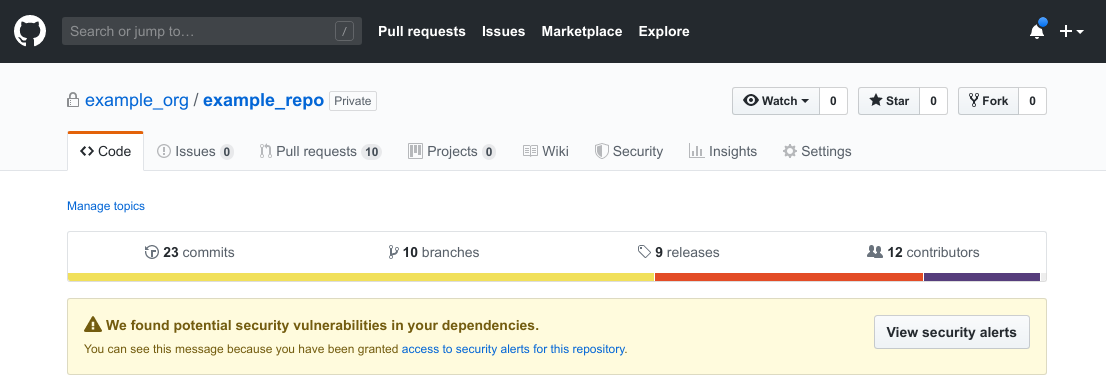 Search or jump to… / Pull requests Issues Marketplace Explore
example_org / example_repo Private Watch 0 Star 0 Fork 0
Code Issues 0 Pull requests 10 Projects 0 Wiki Security Insights Settings
Manage topics
23 commits 10 branches 9 releases 12 contributors
We found potential security vulnerabilities in your dependencies.
View security alerts
You can see this message because you have been granted access to security alerts for this repository.